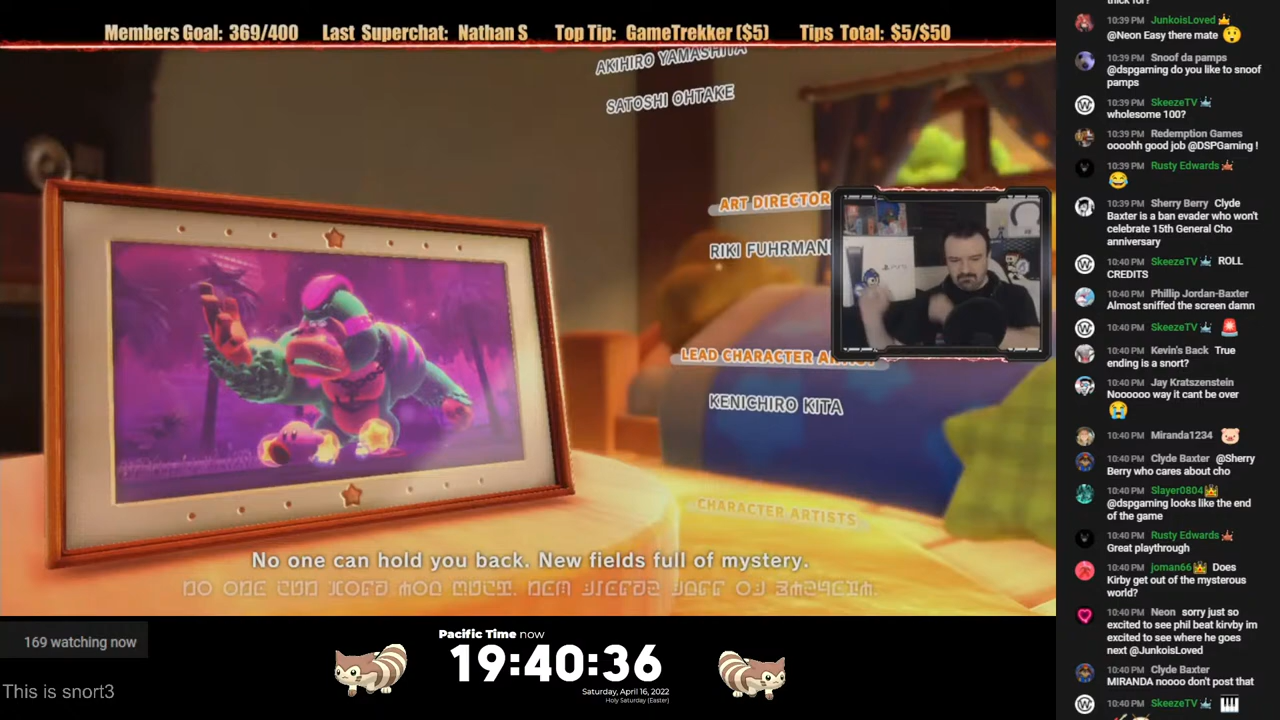 Members Goal: 369/400 Last Superchat: Nathan S Top Tip: GameTrekker ($5) Tips Total: $5/$50
AKIHIRO YAMASHITA
SATOSHI OHTAKE
ART DIRECTOR
RIKI FUHRMANN
LEAD CHARACTER ARTIST
KENICHIRO KITA
CHARACTER ARTISTS
No one can hold you back. New fields full of mystery.
169 watching now
This is snort3
Pacific Time now
19:40:36
Saturday, April 16, 2022
Holy Saturday (Easter)
thick for?
10:39 PM JunkoisLoved
@Neon Easy there mate
10:39 PM Snoof da pamps
@dspgaming do you like to snoof
pamps
10:39 PM SkeezeTV
wholesome 100?
10:39 PM Redemption Games
oooohh good job @DSPGaming !
10:39 PM Rusty Edwards
10:39 PM Sherry Berry Clyde
Baxter is a ban evader who won't
celebrate 15th General Cho
anniversary
10:40 PM SkeezeTV ROLL
CREDITS
10:40 PM Phillip Jordan-Baxter
Almost sniffed the screen damn
10:40 PM SkeezeTV
10:40 PM Kevin's Back True
ending is a snort?
10:40 PM Jay Kratszenstein
Noooooo way it cant be over
10:40 PM Miranda1234
10:40 PM Clyde Baxter @Sherry
Berry who cares about cho
10:40 PM Slayer0804
@dspgaming looks like the end
of the game
10:40 PM Rusty Edwards
Great playthrough
10:40 PM joman66 Does
Kirby get out of the mysterous
world?
10:40 PM Neon sorry just so
excited to see phil beat kirvby im
excited to see where he goes
next @JunkoisLoved
10:40 PM Clyde Baxter
MIRANDA noooo don't post that
10:40 PM SkeezeTV